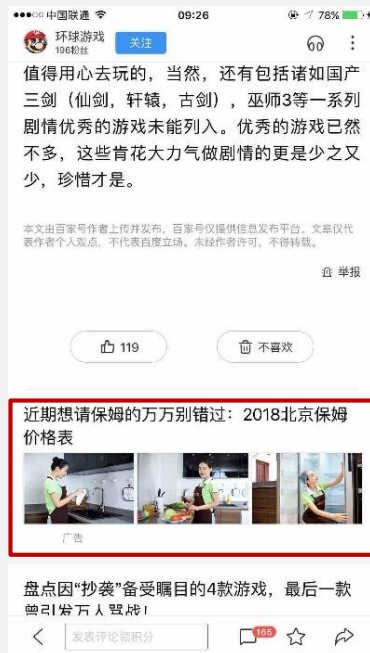 中国联通 09:26 78%
环球游戏
196粉丝
关注
值得用心去玩的，当然，还有包括诸如国产
三剑（仙剑，轩辕，古剑），巫师3等一系列
剧情优秀的游戏未能列入。优秀的游戏已然
不多，这些肯花大力气做剧情的更是少之又
少，珍惜才是。
本文由百家号作者上传并发布，百家号仅提供信息发布平台。文章仅代
表作者个人观点，不代表百度立场。未经作者许可，不得转载。
举报
119
不喜欢
近期想请保姆的万万别错过：2018北京保姆
价格表
广告
盘点因“抄袭”备受瞩目的4款游戏，最后一款
曾引发万人骂战！
发表评论领积分
165